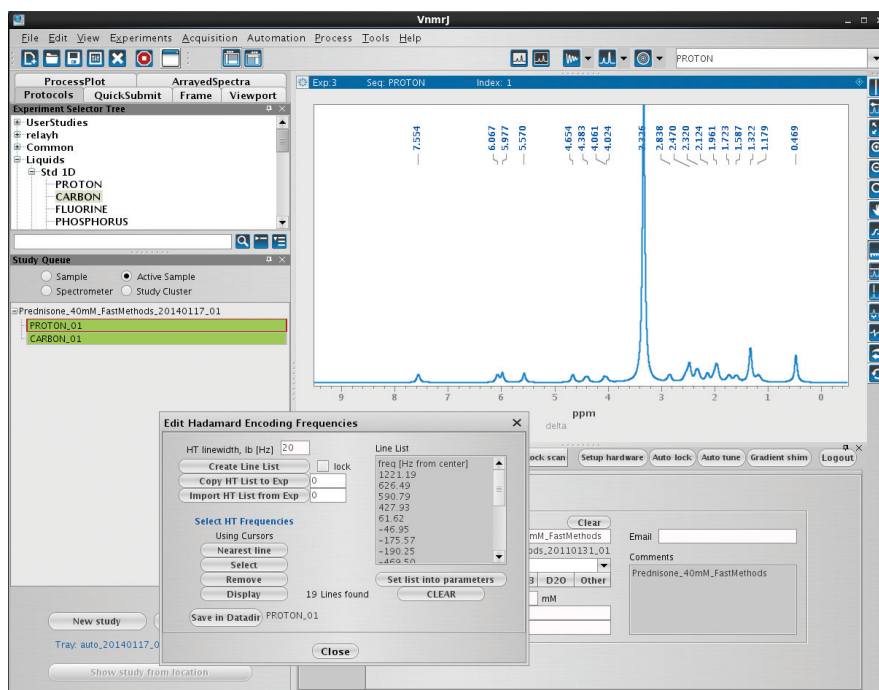 VnmrJ
File Edit View Experiments Acquisition Automation Process Tools Help
PROTON
ProcessPlot ArrayedSpectra
Protocols QuickSubmit Frame Viewport
Experiment Selector Tree
UserStudies
relayh
Common
Liquids
Std 1D
PROTON
CARBON
FLUORINE
PHOSPHORUS
Study Queue
Sample Active Sample
Spectrometer Study Cluster
Prednisone_40mM_FastMethods_20140117_01
PROTON_01
CARBON_01
New study
Tray: auto_20140117_0
Show study from location
Exp:3 Seq: PROTON Index: 1
7.554 6.067 5.977 5.570 4.654 4.383 4.061 4.024 3.326 2.838 2.470 2.320 2.124 1.961 1.723 1.587 1.322 1.179 0.469
9 8 7 6 5 4 3 2 1 0
ppm
delta
Edit Hadamard Encoding Frequencies
HT linewidth, lb [Hz] 20
Create Line List lock
Copy HT List to Exp 0
Import HT List from Exp 0
Select HT Frequencies
Using Cursors
Nearest line
Select
Remove
Display 19 Lines found
Save in Datadir PROTON_01
Line List
freq [Hz from center]
1221.19
626.49
590.79
427.93
61.62
-46.95
-175.57
-190.25
-469.50
Set list into parameters
CLEAR
Close
ock scan Setup hardware Auto lock Auto tune Gradient shim Logout
Clear
mM_FastMethods
ods_20110131_01
D2O Other
mM
Email
Comments
Prednisone_40mM_FastMethods